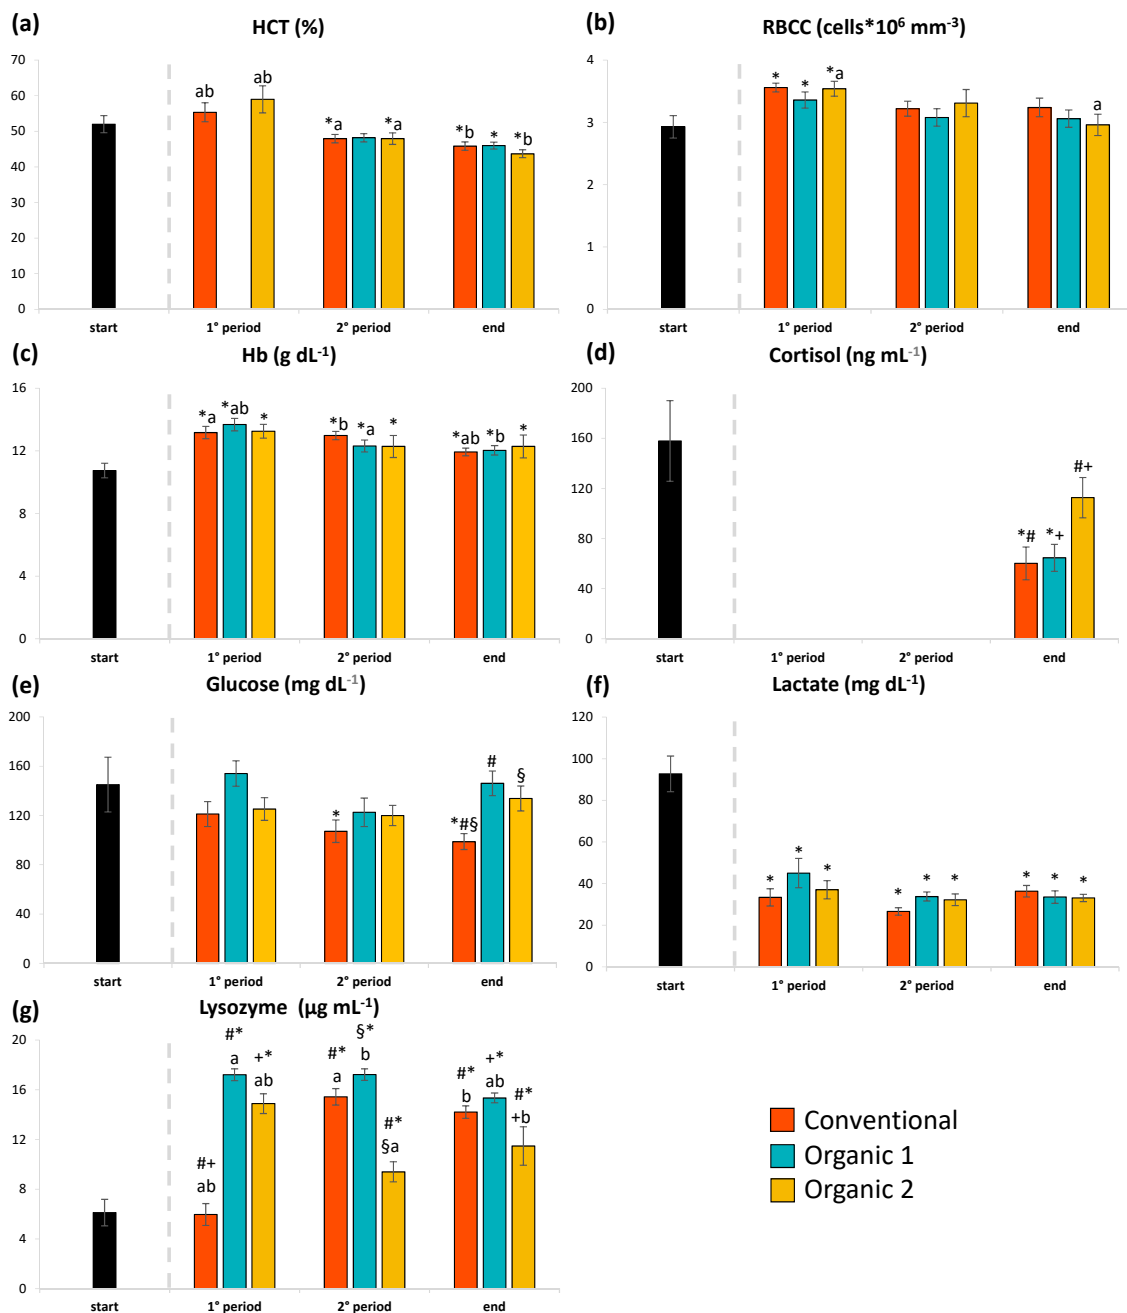 (a)
HCT (%)
70
60
50
40
30
20
10
0
ab
ab
*a
*a
*b
*
*b
start
1° period
2° period
end
(b)
RBCC (cells*10⁶ mm⁻³)
4
3
2
1
0
*
*
*a
a
start
1° period
2° period
end
(c)
Hb (g dL⁻¹)
16
12
8
4
0
*a
*ab
*
*b
*a
*
*ab
*b
*
start
1° period
2° period
end
(d)
Cortisol (ng mL⁻¹)
200
160
120
80
40
0
*#
*+
#+
start
1° period
2° period
end
(e)
Glucose (mg dL⁻¹)
200
160
120
80
40
0
*
*#§
#
§
start
1° period
2° period
end
(f)
Lactate (mg dL⁻¹)
120
100
80
60
40
20
0
*
*
*
*
*
*
*
*
*
start
1° period
2° period
end
(g)
Lysozyme (µg mL⁻¹)
20
16
12
8
4
0
#+
ab
#*
a
+*
ab
#*
a
§*
b
#*
§a
#*
b
+*
ab
#*
+b
start
1° period
2° period
end
Conventional
Organic 1
Organic 2